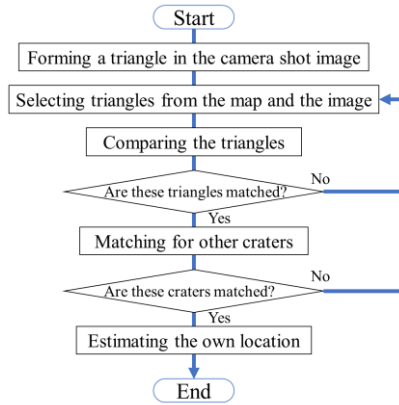 Start
Forming a triangle in the camera shot image
Selecting triangles from the map and the image
Comparing the triangles
Are these triangles matched?
No
Yes
Matching for other craters
Are these craters matched?
No
Yes
Estimating the own location
End